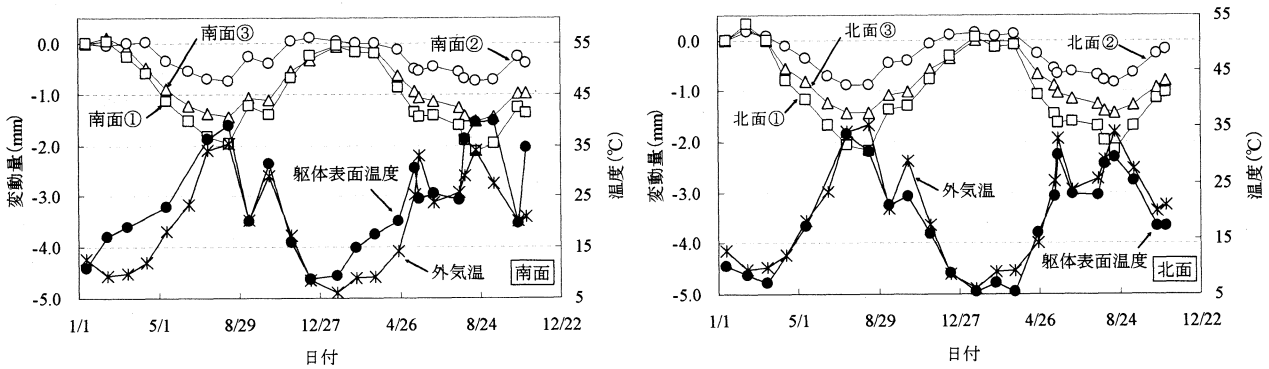 0.0
-1.0
-2.0
-3.0
-4.0
-5.0
変動量(mm)
55
45
35
25
15
5
温度(℃)
南面③
南面②
南面①
躯体表面温度
外気温
南面
1/1
5/1
8/29
12/27
4/26
8/24
12/22
日付
0.0
-1.0
-2.0
-3.0
-4.0
-5.0
変動量(mm)
55
45
35
25
15
5
温度(℃)
北面③
北面②
北面①
外気温
躯体表面温度
北面
1/1
5/1
8/29
12/27
4/26
8/24
12/22
日付